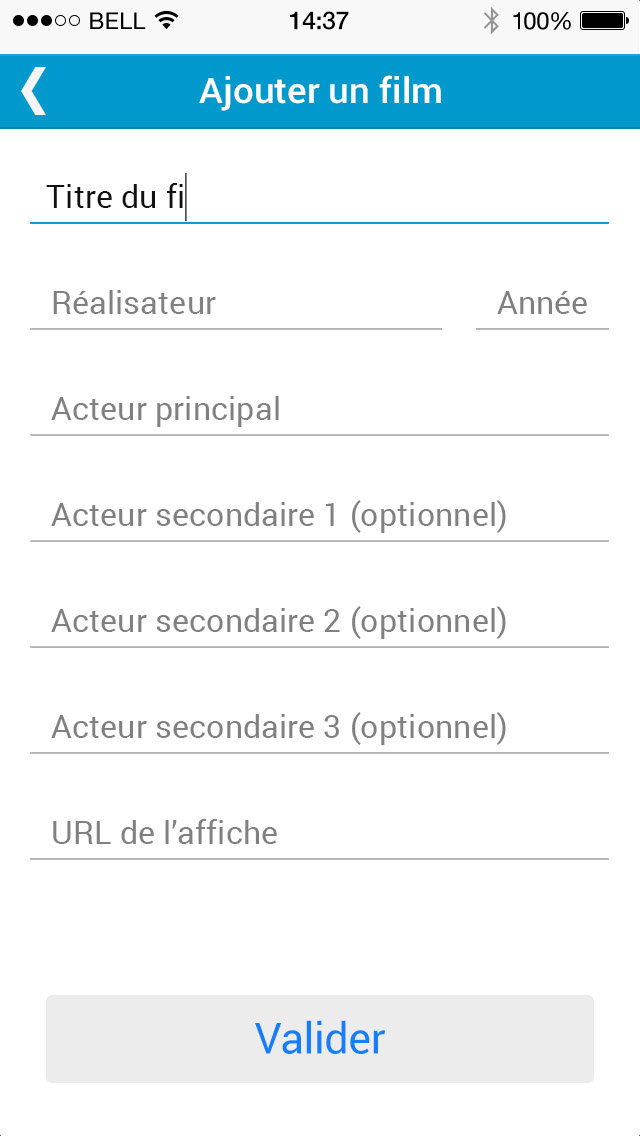 BELL 14:37 100%
Ajouter un film
Titre du fi
Réalisateur Année
Acteur principal
Acteur secondaire 1 (optionnel)
Acteur secondaire 2 (optionnel)
Acteur secondaire 3 (optionnel)
URL de l’affiche
Valider